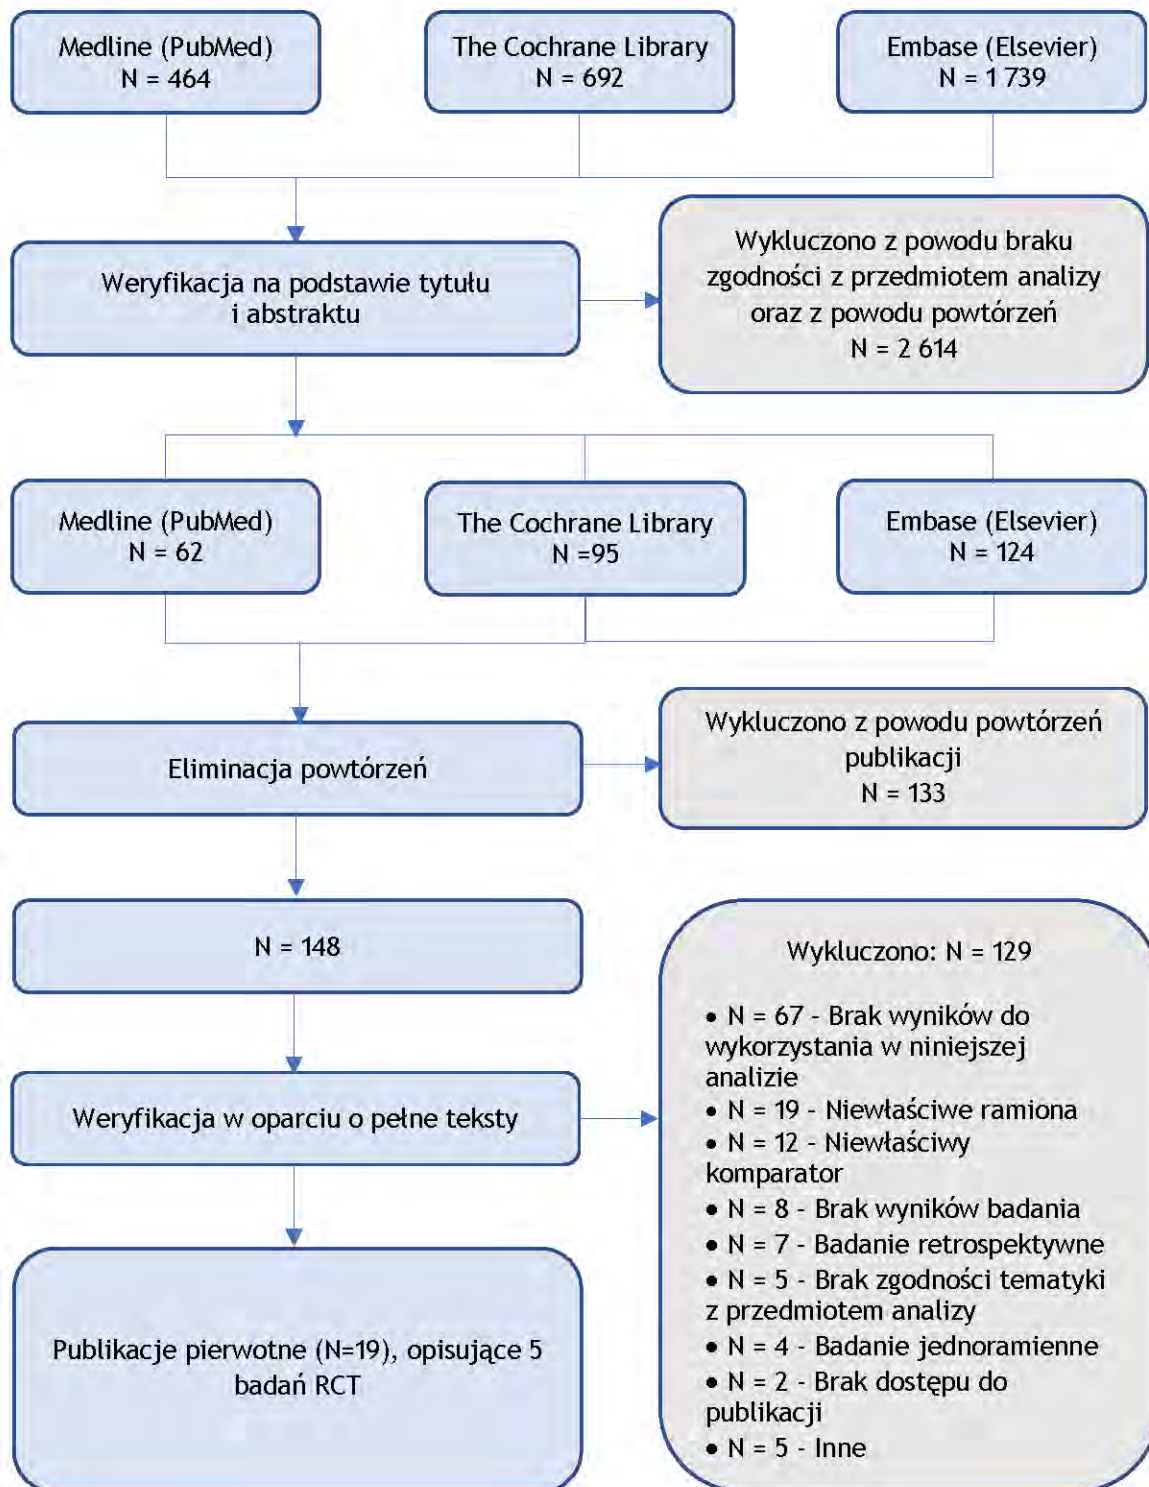 Medline (PubMed)
N = 464
The Cochrane Library
N = 692
Embase (Elsevier)
N = 1 739
Weryfikacja na podstawie tytułu
i abstraktu
Wykluczono z powodu braku
zgodności z przedmiotem analizy
oraz z powodu powtórzeń
N = 2 614
Medline (PubMed)
N = 62
The Cochrane Library
N =95
Embase (Elsevier)
N = 124
Eliminacja powtórzeń
Wykluczono z powodu powtórzeń
publikacji
N = 133
N = 148
Weryfikacja w oparciu o pełne teksty
Wykluczono: N = 129
• N = 67 - Brak wyników do
wykorzystania w niniejszej
analizie
• N = 19 - Niewłaściwe ramiona
• N = 12 - Niewłaściwy
komparator
• N = 8 - Brak wyników badania
• N = 7 - Badanie retrospektywne
• N = 5 - Brak zgodności tematyki
z przedmiotem analizy
• N = 4 - Badanie jednoramienne
• N = 2 - Brak dostępu do
publikacji
• N = 5 - Inne
Publikacje pierwotne (N=19), opisujące 5
badań RCT